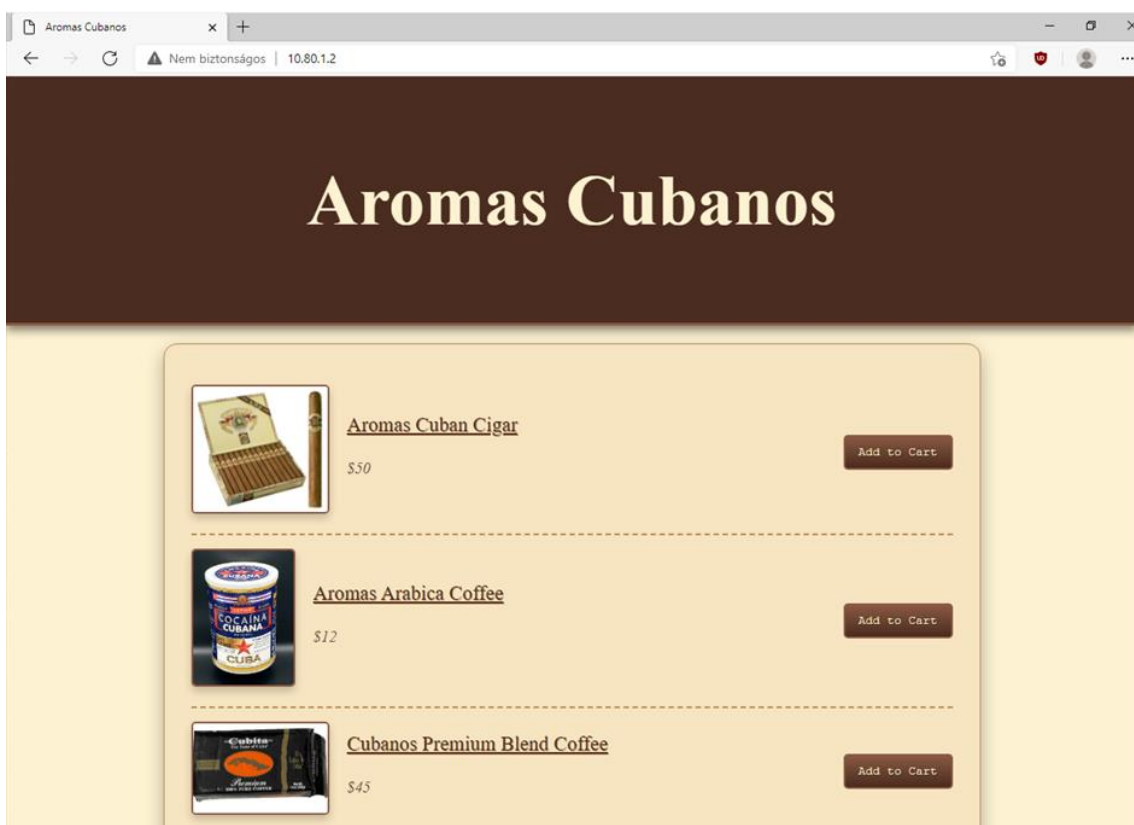 Aromas Cubanos
Nem biztonságos | 10.80.1.2
Aromas Cubanos
Aromas Cuban Cigar
$50
Add to Cart
CUBANA
COCAÍNA
CUBANA
CUBA
Aromas Arabica Coffee
$12
Add to Cart
Cubita
Premium
Cubanos Premium Blend Coffee
$45
Add to Cart